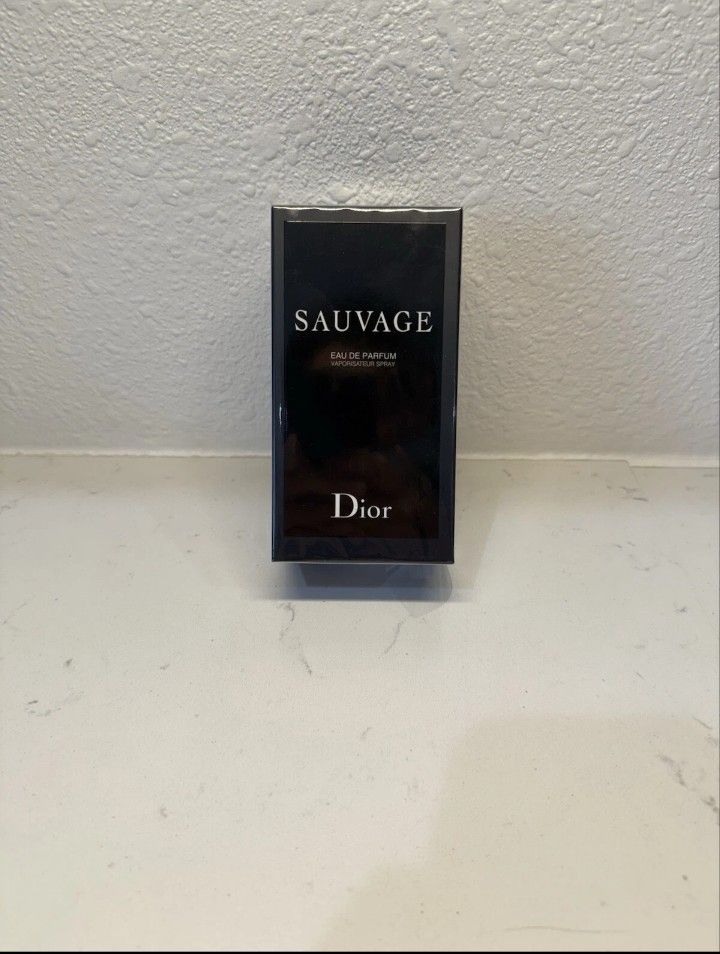 SAUVAGE
EAU DE PARFUM
VAPORISATEUR SPRAY
Dior